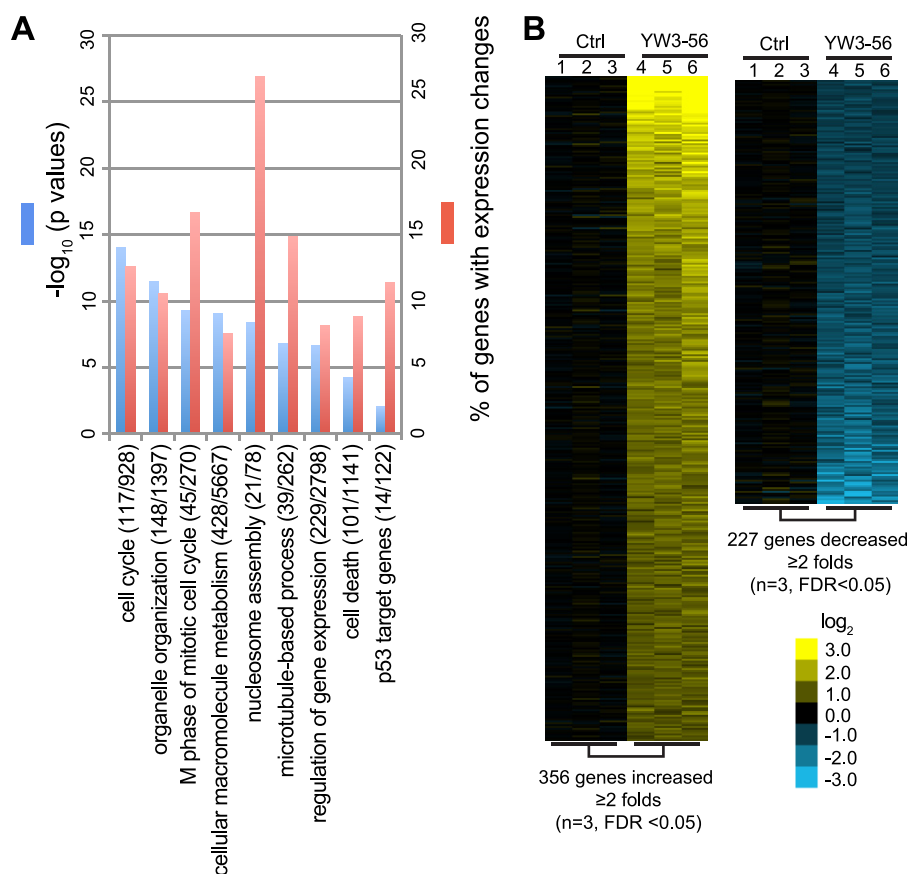 A
-log10 (p values)
30
25
20
15
10
5
0
30
25
20
15
10
5
0
% of genes with expression changes
cell cycle (117/928)
organelle organization (148/1397)
M phase of mitotic cell cycle (45/270)
cellular macromolecule metabolism (428/5667)
nucleosome assembly (21/78)
microtubule-based process (39/262)
regulation of gene expression (229/2798)
cell death (101/1141)
p53 target genes (14/122)
B
Ctrl YW3-56
1 2 3 4 5 6
356 genes increased
≥2 folds
(n=3, FDR <0.05)
Ctrl YW3-56
1 2 3 4 5 6
227 genes decreased
≥2 folds
(n=3, FDR<0.05)
log2
3.0
2.0
1.0
0.0
-1.0
-2.0
-3.0